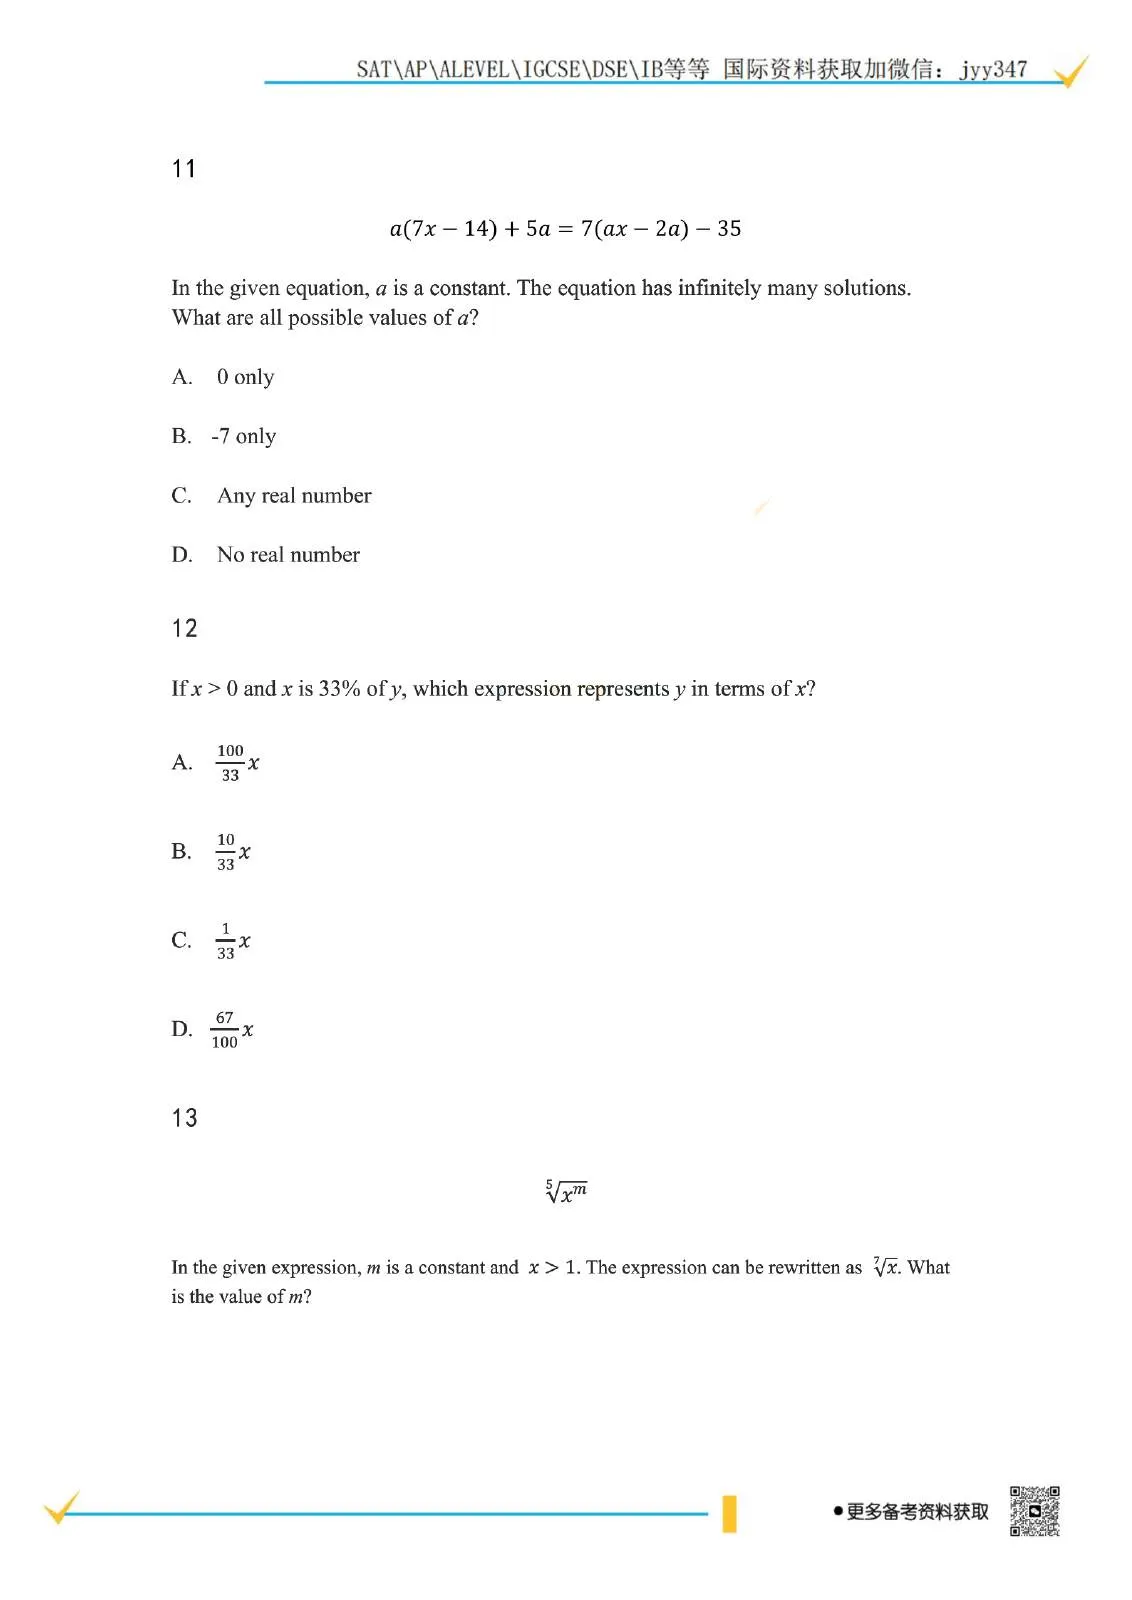 SAT\AP\ALEVEL\IGCSE\DSE\IB等等 国际资料获取加微信：jyy347
11
a(7x − 14) + 5a = 7(ax − 2a) − 35
In the given equation, a is a constant. The equation has infinitely many solutions.
What are all possible values of a?
A. 0 only
B. -7 only
C. Any real number
D. No real number
12
If x > 0 and x is 33% of y, which expression represents y in terms of x?
A. 100/33 x
B. 10/33 x
C. 1/33 x
D. 67/100 x
13
⁵√xᵐ
In the given expression, m is a constant and x > 1. The expression can be rewritten as ⁷√x. What
is the value of m?
●更多备考资料获取